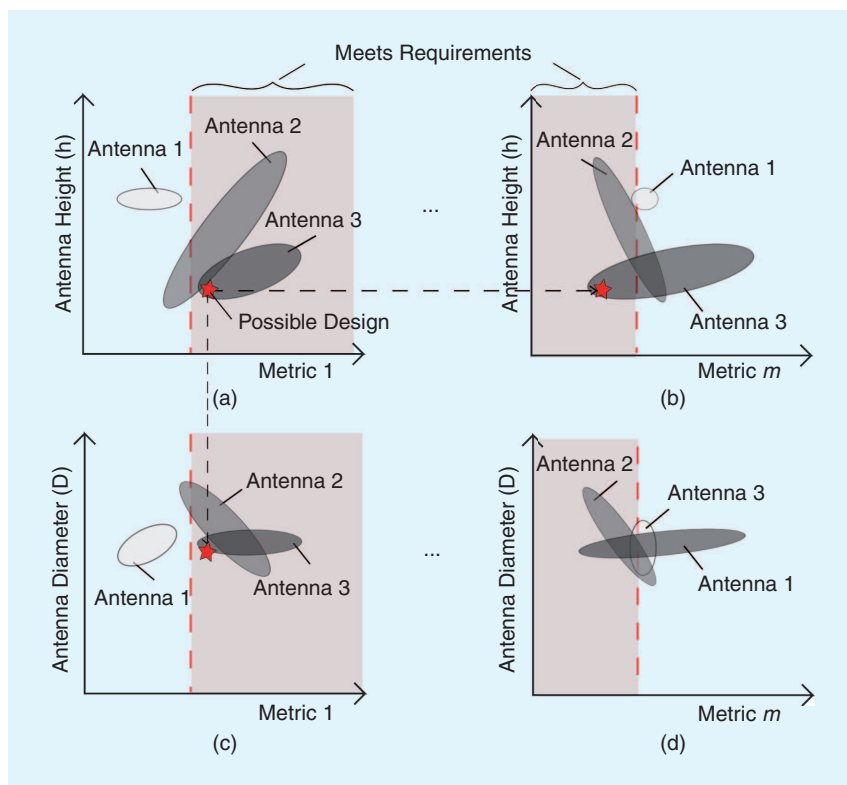 Meets Requirements
Antenna Height (h)
Antenna 1
Antenna 2
Antenna 3
Possible Design
Metric 1
(a)
...
Antenna Height (h)
Antenna 2
Antenna 1
Antenna 3
Metric m
(b)
Antenna Diameter (D)
Antenna 2
Antenna 1
Antenna 3
Metric 1
(c)
...
Antenna Diameter (D)
Antenna 2
Antenna 3
Antenna 1
Metric m
(d)